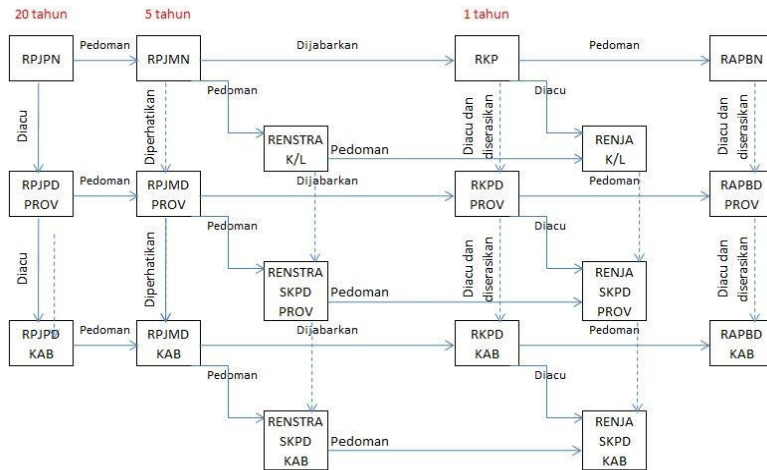 20 tahun
5 tahun
1 tahun
RPJPN
Pedoman
RPJMN
Dijabarkan
RKP
Pedoman
RAPBN
Diacu
Diperhatikan
Pedoman
Diacu dan
diserasikan
Diacu
Diacu dan
diserasikan
RENSTRA
K/L
Pedoman
RENJA
K/L
RPJPD
PROV
Pedoman
RPJMD
PROV
Dijabarkan
RKPD
PROV
Pedoman
RAPBD
PROV
Diacu
Diperhatikan
Pedoman
Diacu dan
diserasikan
Diacu
Diacu dan
diserasikan
RENSTRA
SKPD
PROV
Pedoman
RENJA
SKPD
PROV
RPJPD
KAB
Pedoman
RPJMD
KAB
Dijabarkan
RKPD
KAB
Pedoman
RAPBD
KAB
Pedoman
Diacu
RENSTRA
SKPD
KAB
Pedoman
RENJA
SKPD
KAB